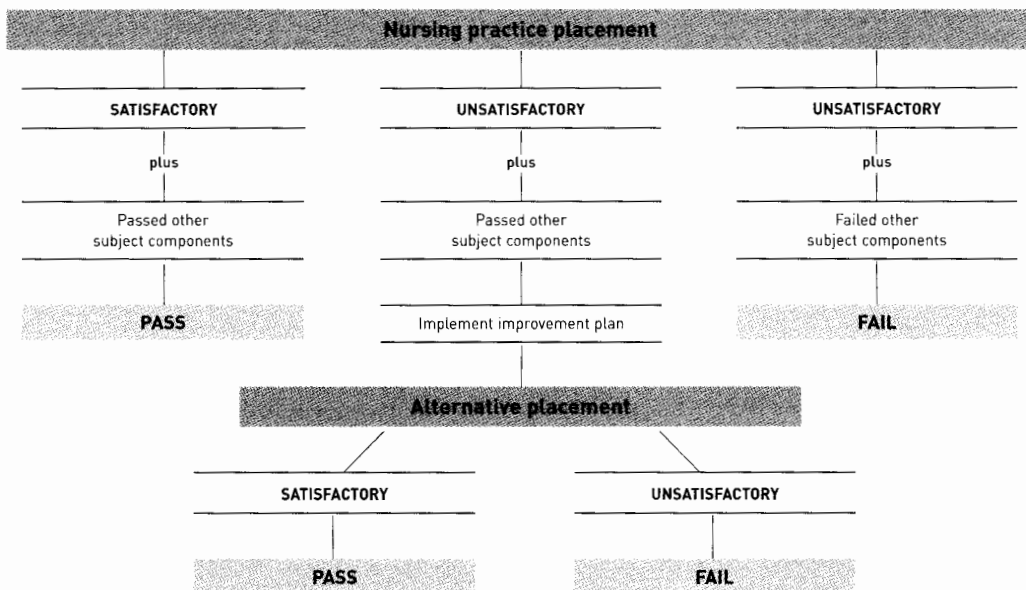 Nursing practice placement
SATISFACTORY
UNSATISFACTORY
UNSATISFACTORY
plus
plus
plus
Passed other
subject components
Passed other
subject components
Failed other
subject components
PASS
Implement improvement plan
FAIL
Alternative placement
SATISFACTORY
UNSATISFACTORY
PASS
FAIL